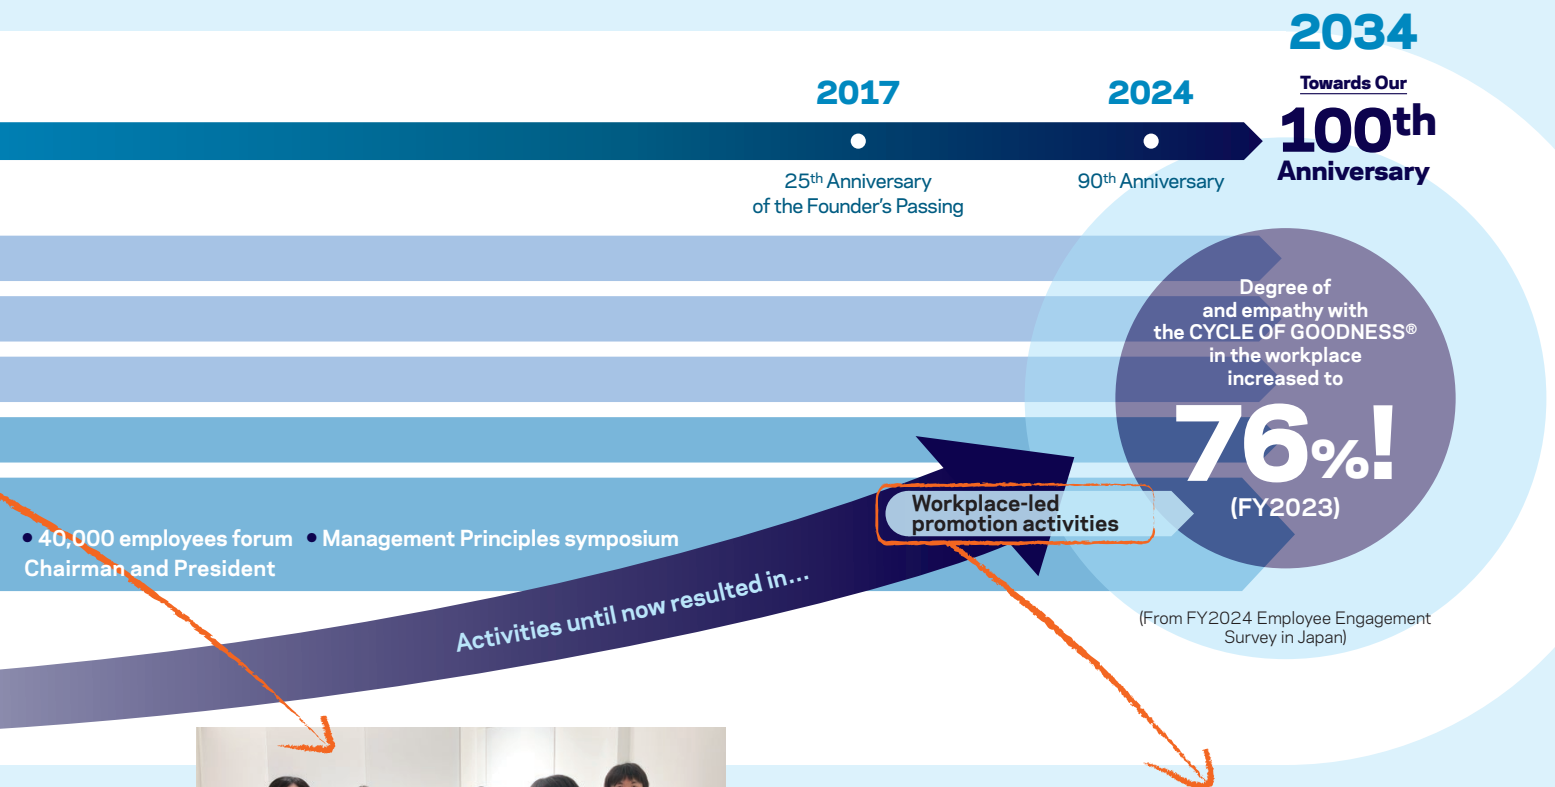 2034
Towards Our
100th
Anniversary
2017
2024
25th Anniversary
of the Founder's Passing
90th Anniversary
Degree of
and empathy with
the CYCLE OF GOODNESS®
in the workplace
increased to
76%!
(FY2023)
Workplace-led
promotion activities
• 40,000 employees forum • Management Principles symposium
Chairman and President
Activities until now resulted in...
(From FY2024 Employee Engagement
Survey in Japan)